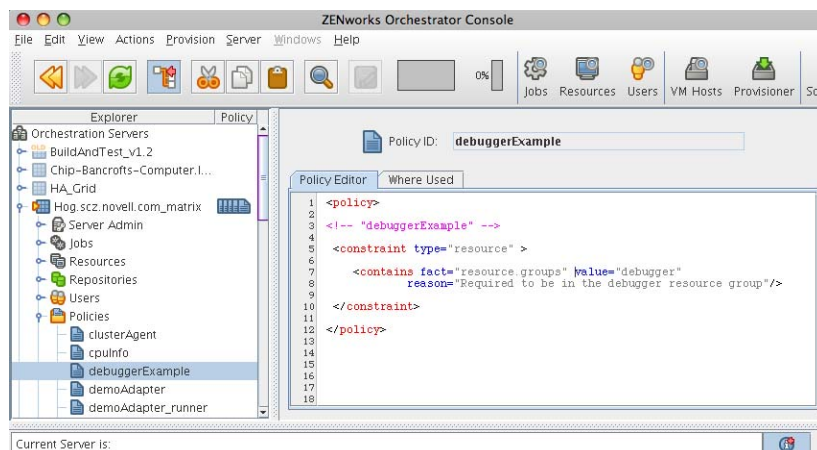 ZENworks Orchestrator Console
File Edit View Actions Provision Server Windows Help
0%
Jobs Resources Users VM Hosts Provisioner Sc
Explorer Policy
Orchestration Servers
OLD
BuildAndTest_v1.2
Chip-Bancrofts-Computer.l...
HA_Grid
Hog.scz.novell.com_matrix
Server Admin
Jobs
Resources
Repositories
Users
Policies
clusterAgent
cpuInfo
debuggerExample
demoAdapter
demoAdapter_runner
Policy ID: debuggerExample
Policy Editor Where Used
1 <policy>
2
3 <!-- "debuggerExample" -->
4
5 <constraint type="resource" >
6
7 <contains fact="resource.groups" value="debugger"
8 reason="Required to be in the debugger resource group"/>
9
10 </constraint>
11
12 </policy>
13
14
15
16
17
18
Current Server is: